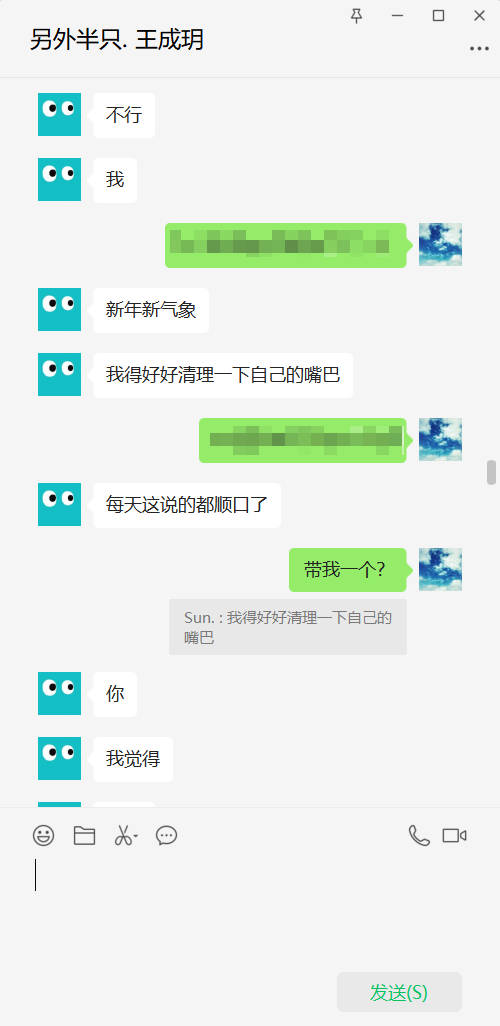 另外半只. 王成玥
不行
我
新年新气象
我得好好清理一下自己的嘴巴
每天这说的都顺口了
带我一个？
Sun. : 我得好好清理一下自己的
嘴巴
你
我觉得
发送(S)